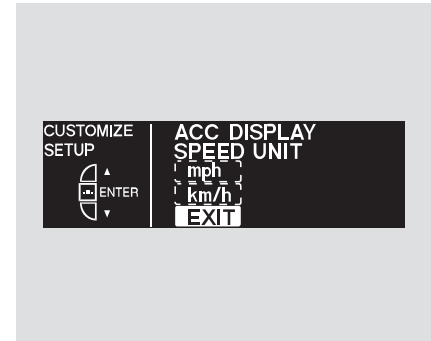 CUSTOMIZE
SETUP
ENTER
ACC DISPLAY
SPEED UNIT
mph
km/h
EXIT